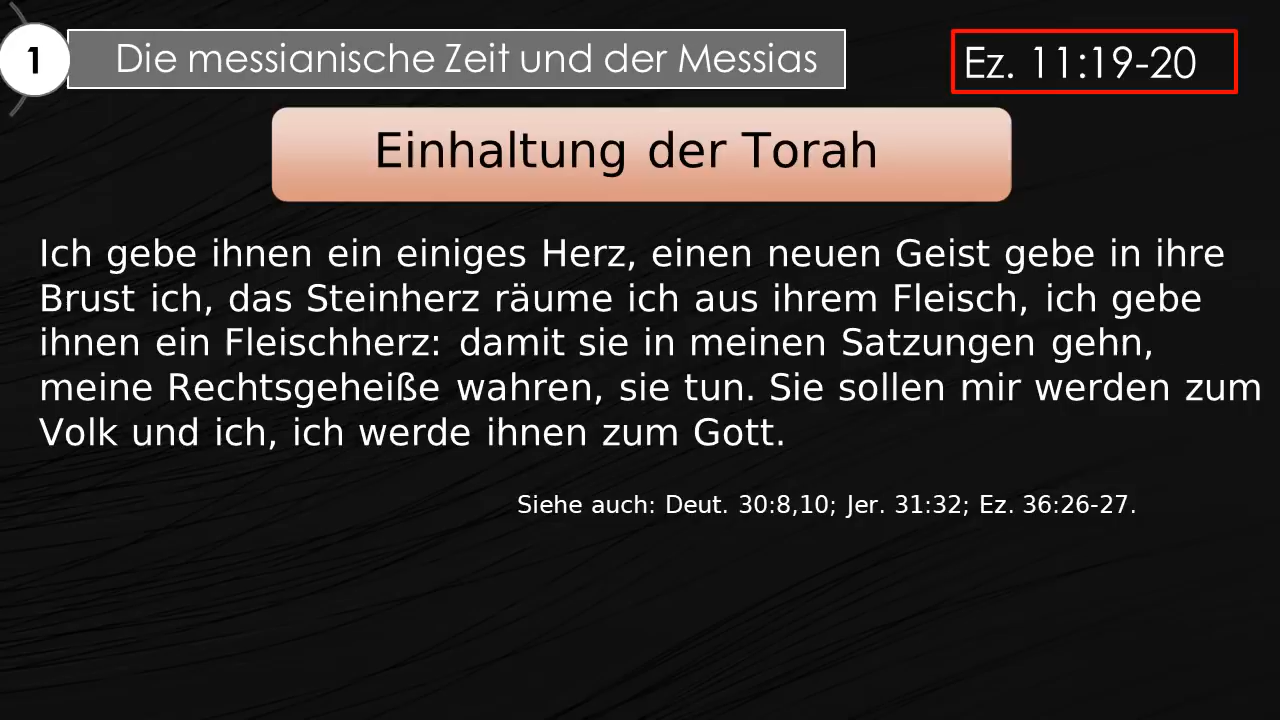 1
Die messianische Zeit und der Messias
Ez. 11:19-20
Einhaltung der Torah
Ich gebe ihnen ein einiges Herz, einen neuen Geist gebe in ihre
Brust ich, das Steinherz räume ich aus ihrem Fleisch, ich gebe
ihnen ein Fleischherz: damit sie in meinen Satzungen gehn,
meine Rechtsgeheiße wahren, sie tun. Sie sollen mir werden zum
Volk und ich, ich werde ihnen zum Gott.
Siehe auch: Deut. 30:8,10; Jer. 31:32; Ez. 36:26-27.